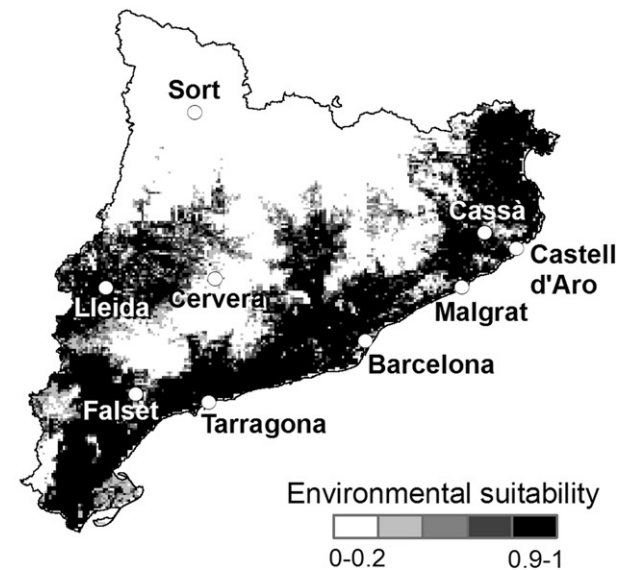 Sort
Cassà
Castell
d'Aro
Lleida
Cervera
Malgrat
Barcelona
Falset
Tarragona
Environmental suitability
0-0.2
0.9-1